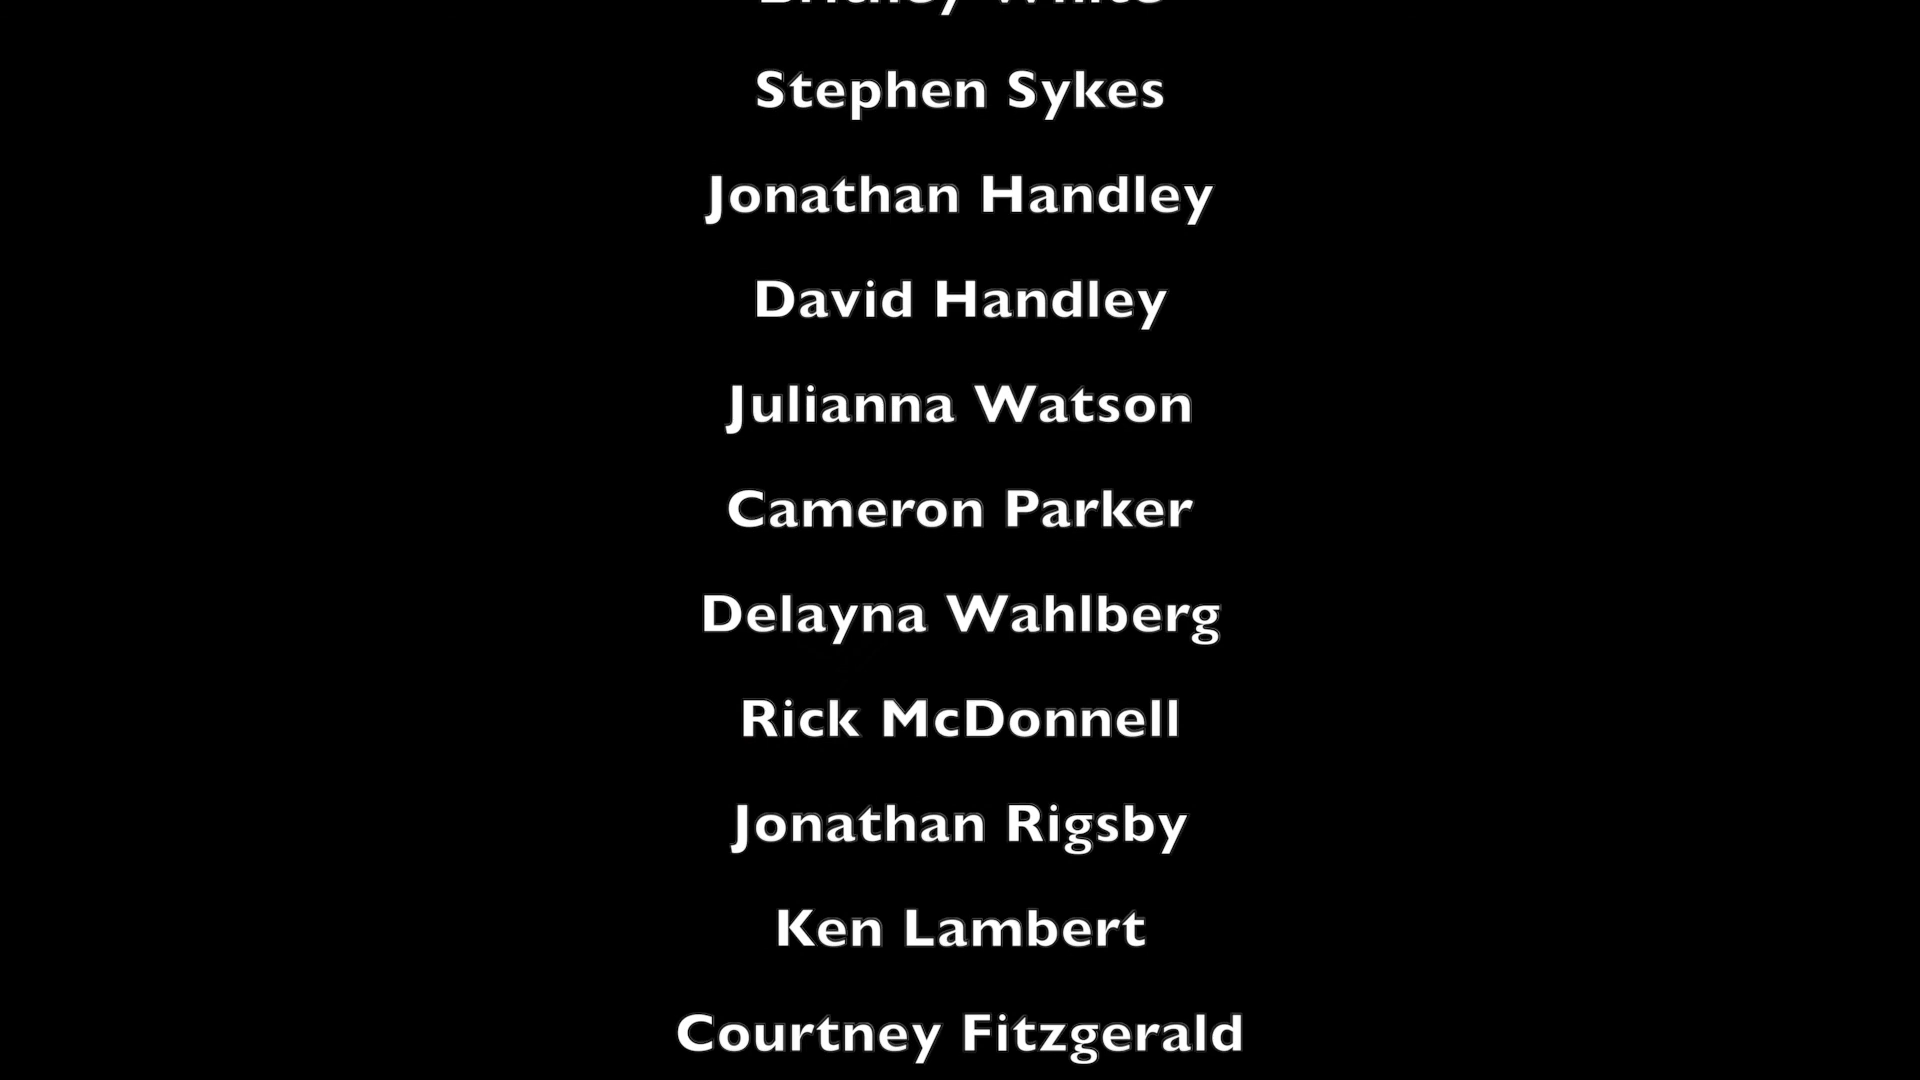 Stephen Sykes
Jonathan Handley
David Handley
Julianna Watson
Cameron Parker
Delayna Wahlberg
Rick McDonnell
Jonathan Rigsby
Ken Lambert
Courtney Fitzgerald